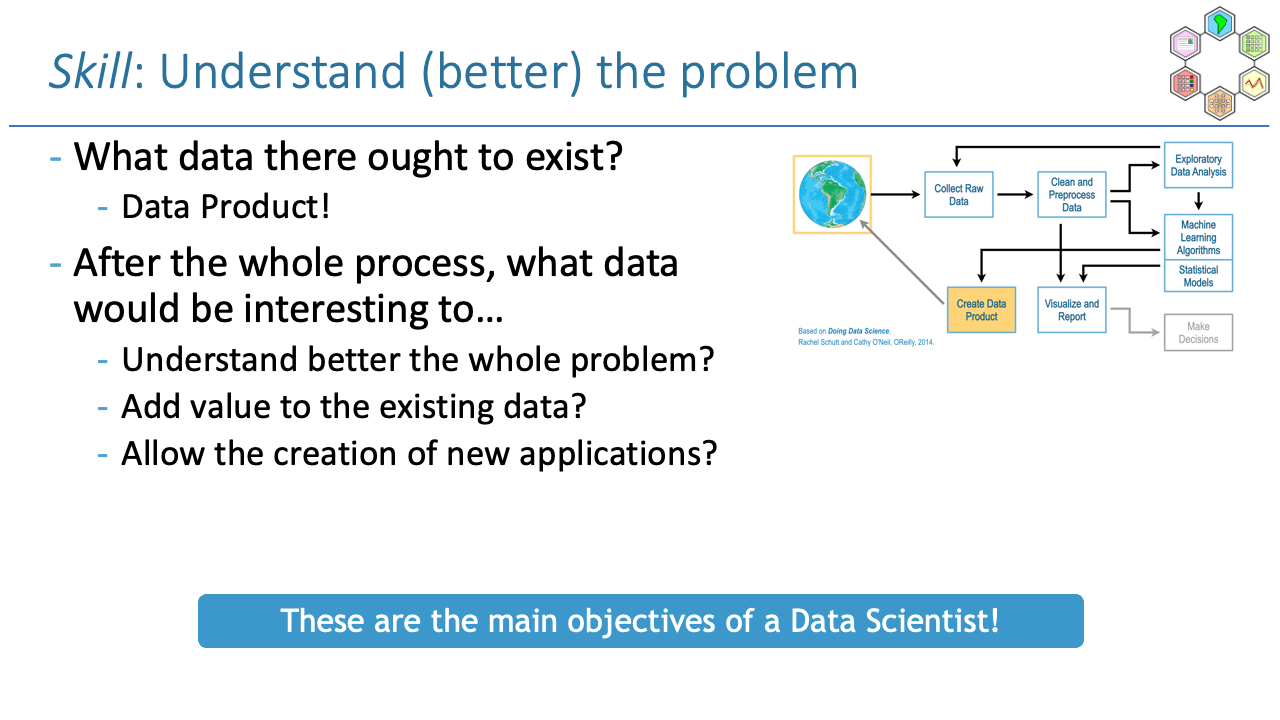 Skill: Understand (better) the problem
- What data there ought to exist?
- Data Product!
- After the whole process, what data
would be interesting to…
- Understand better the whole problem?
- Add value to the existing data?
- Allow the creation of new applications?
Collect Raw
Data
Clean and
Preprocess
Data
Exploratory
Data Analysis
Machine
Learning
Algorithms
Statistical
Models
Create Data
Product
Visualize and
Report
Make
Decisions
Based on Doing Data Science,
Rachel Schutt and Cathy O'Neil, OReilly, 2014.
These are the main objectives of a Data Scientist!